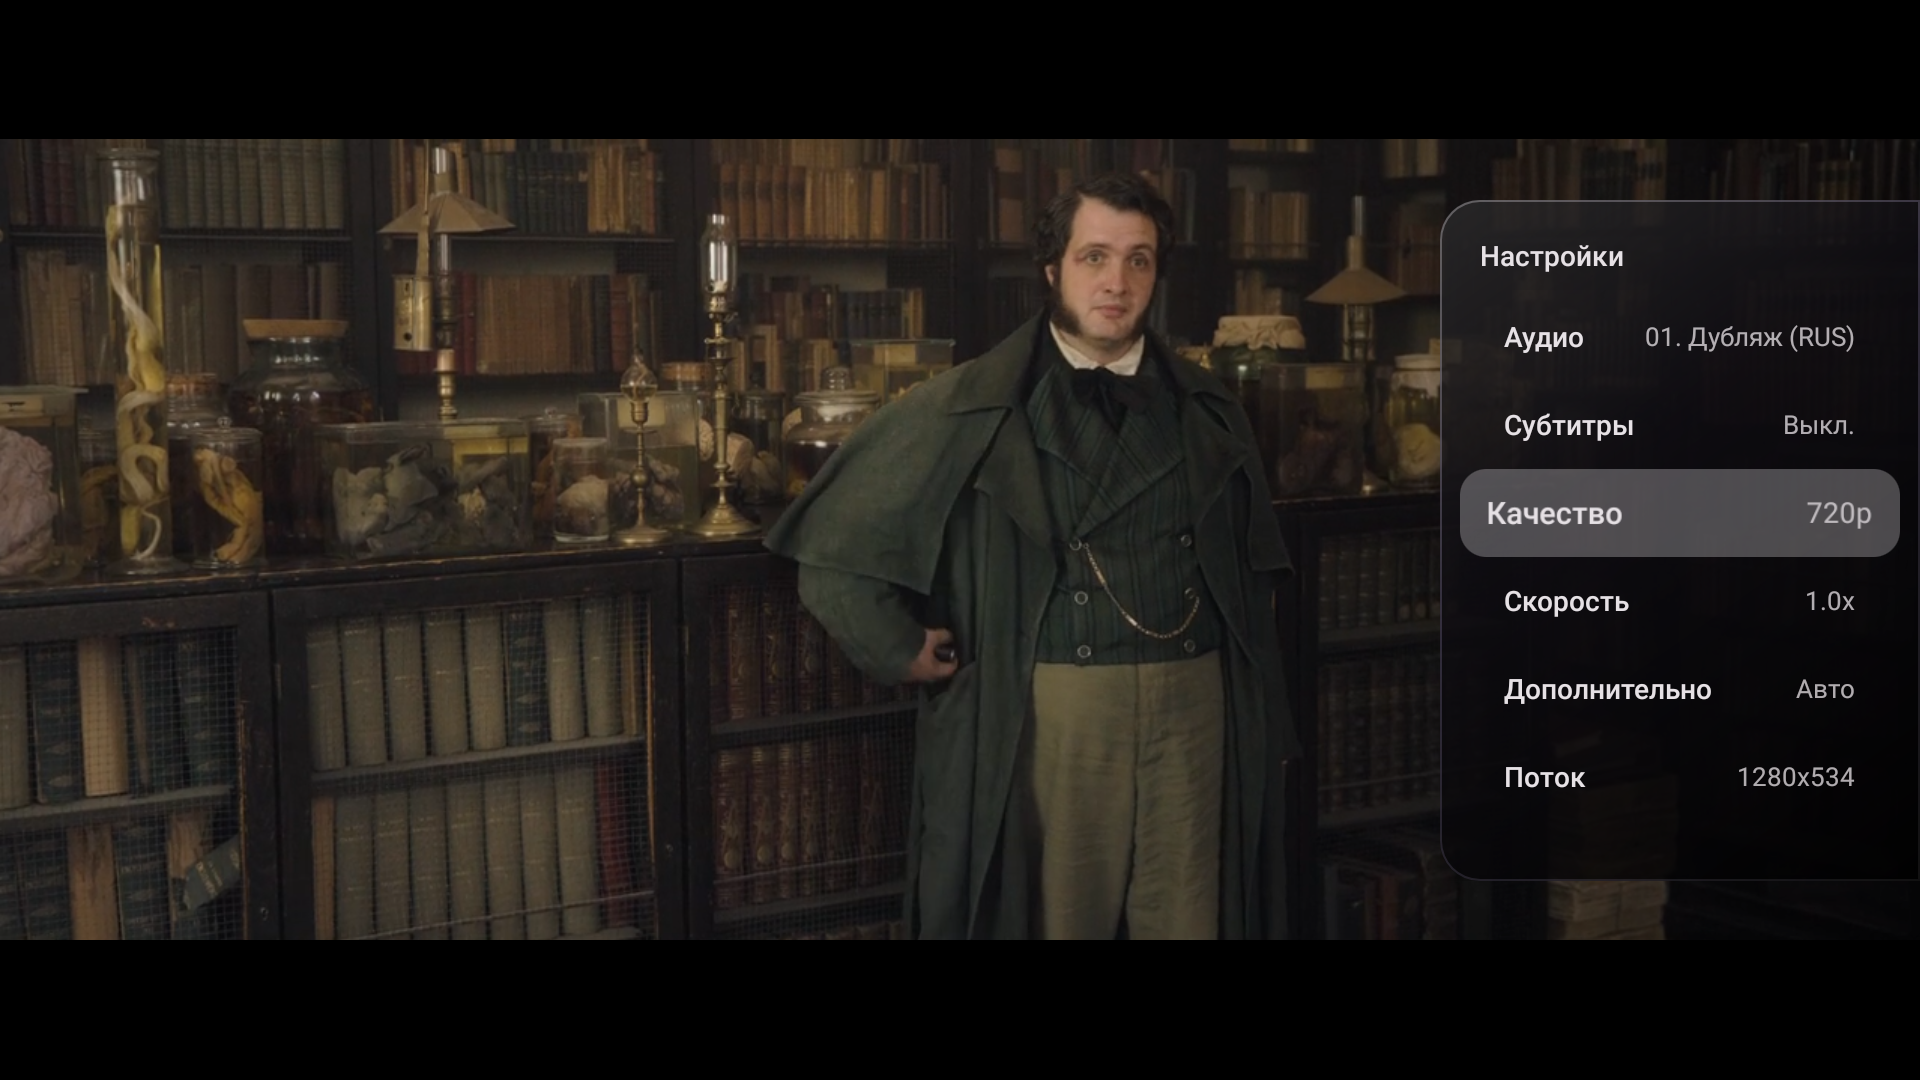 Настройки
Аудио 01. Дубляж (RUS)
Субтитры Выкл.
Качество 720p
Скорость 1.0x
Дополнительно Авто
Поток 1280x534